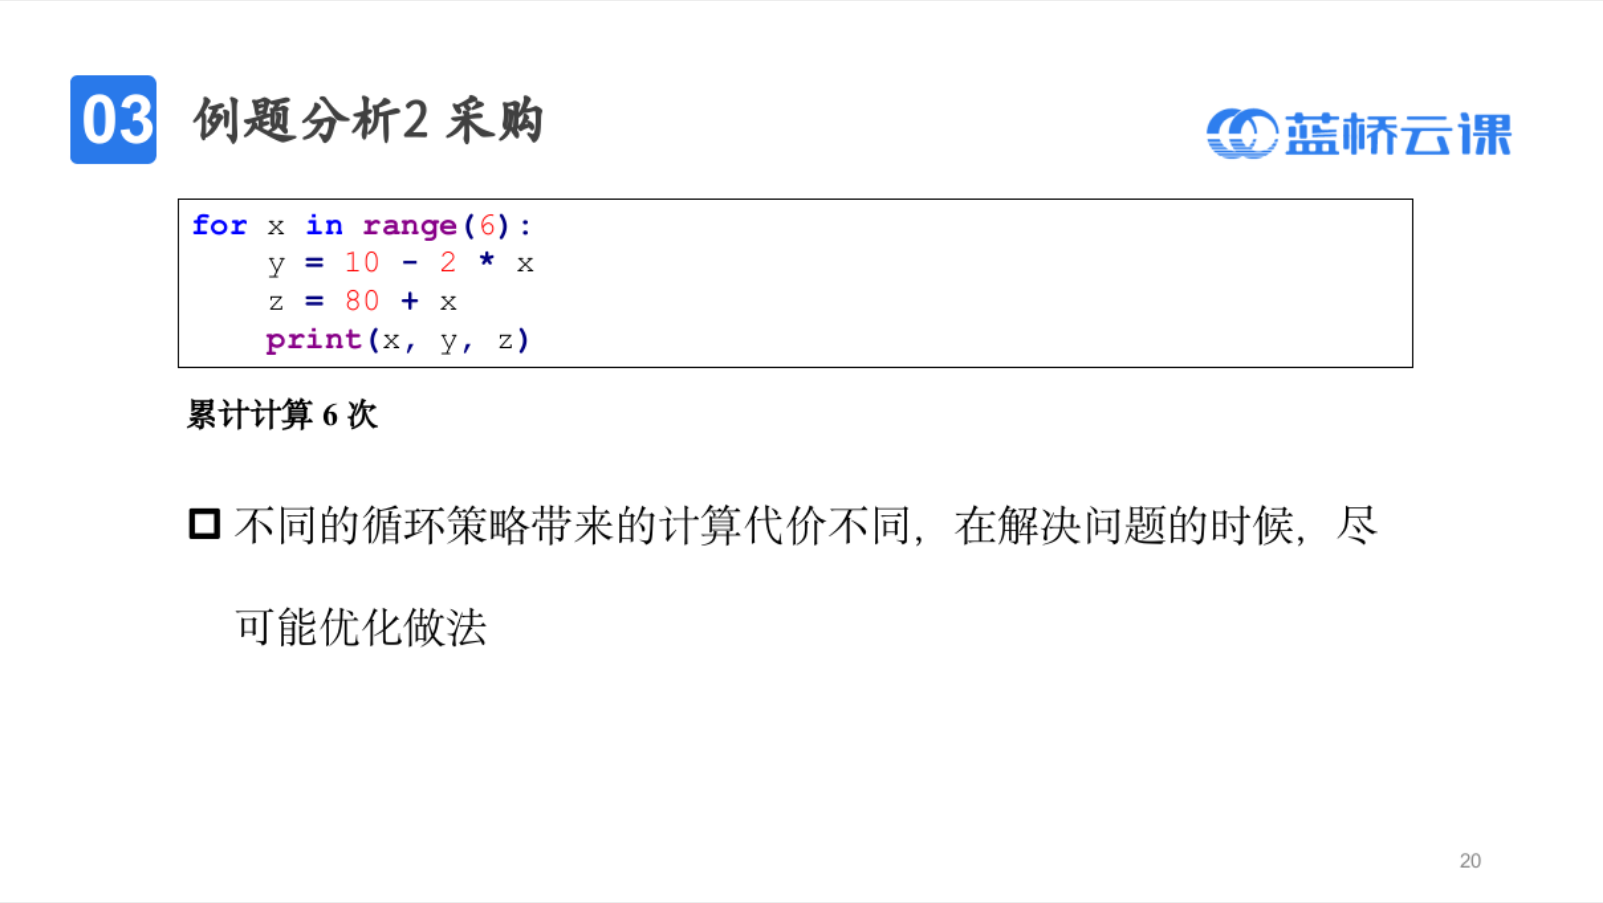 03 例题分析2 采购
蓝桥云课
for x in range(6):
    y = 10 - 2 * x
    z = 80 + x
    print(x, y, z)
累计计算 6 次
不同的循环策略带来的计算代价不同，在解决问题的时候，尽
可能优化做法
20